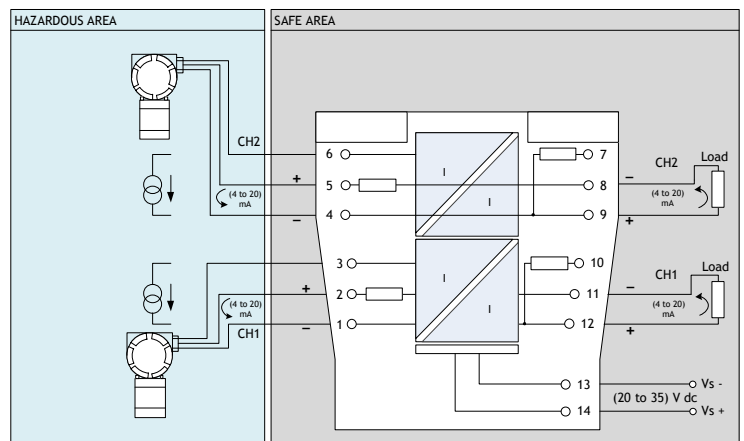 HAZARDOUS AREA
SAFE AREA
CH2
6
7
CH2
Load
+
5
8
–
(4 to 20)
mA
(4 to 20)
mA
–
4
9
+
I
I
3
10
I
I
Load
+
2
11
–
CH1
(4 to 20)
mA
(4 to 20)
mA
–
1
12
+
CH1
13
Vs -
(20 to 35) V dc
14
Vs +